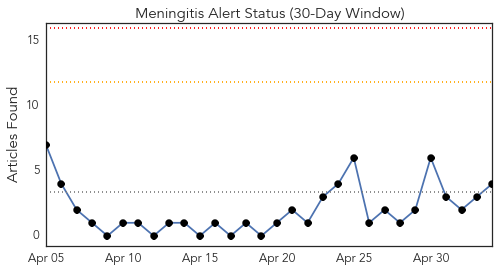 Meningitis Alert Status (30-Day Window)
Articles Found
15
10
5
0
Apr 05
Apr 10
Apr 15
Apr 20
Apr 25
Apr 30